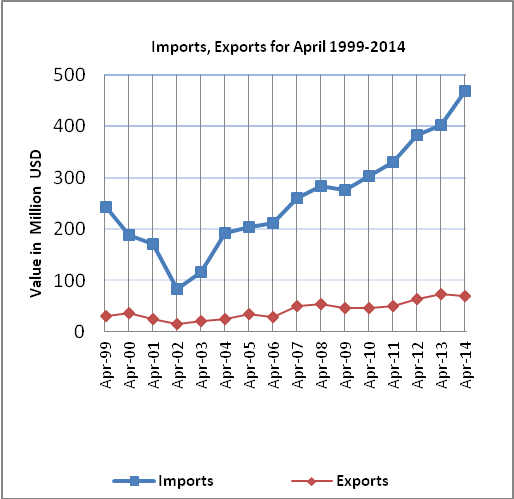 Imports, Exports for April 1999-2014
Value in Million USD
500
400
300
200
100
0
Apr-99
Apr-00
Apr-01
Apr-02
Apr-03
Apr-04
Apr-05
Apr-06
Apr-07
Apr-08
Apr-09
Apr-10
Apr-11
Apr-12
Apr-13
Apr-14
Imports Exports